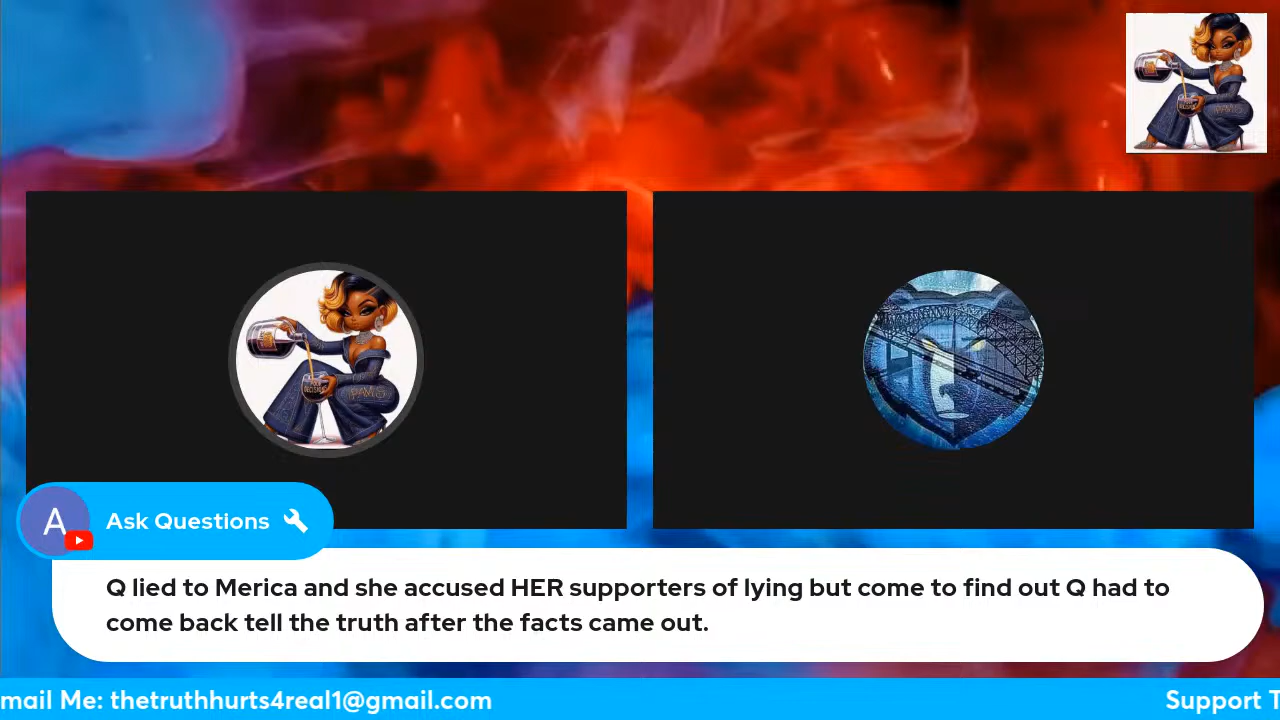 A Ask Questions
Q lied to Merica and she accused HER supporters of lying but come to find out Q had to
come back tell the truth after the facts came out.
mail Me: thetruthhurts4real1@gmail.com
Support T